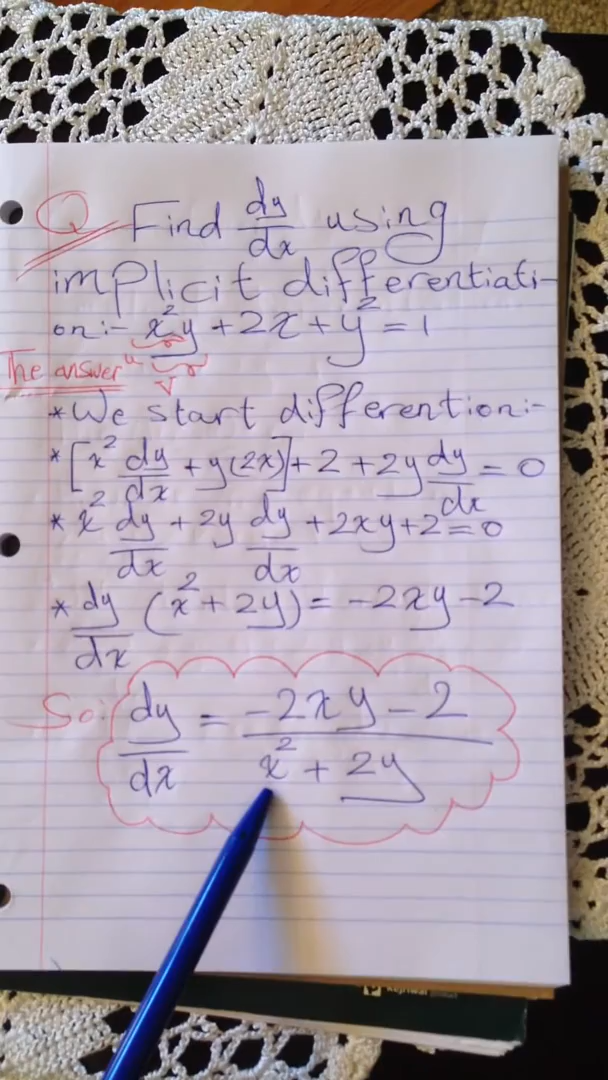 Q Find dy/dx using
implicit differentiati-
on:- x²y + 2x + y² = 1
The answer u v
* We start differention:-
* [x² dy/dx + y(2x)] + 2 + 2y dy/dx = 0
* x² dy/dx + 2y dy/dx + 2xy + 2 = 0
* dy/dx (x² + 2y) = -2xy - 2
So: dy/dx = (-2xy - 2)/(x² + 2y)